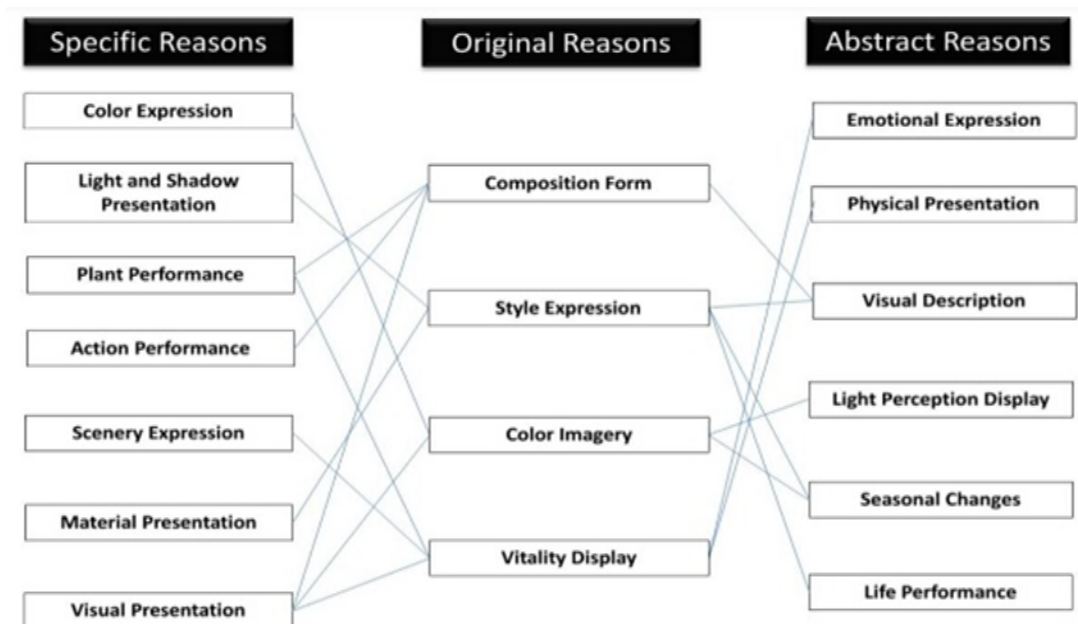 Specific Reasons
Original Reasons
Abstract Reasons
Color Expression
Light and Shadow
Presentation
Plant Performance
Action Performance
Scenery Expression
Material Presentation
Visual Presentation
Composition Form
Style Expression
Color Imagery
Vitality Display
Emotional Expression
Physical Presentation
Visual Description
Light Perception Display
Seasonal Changes
Life Performance